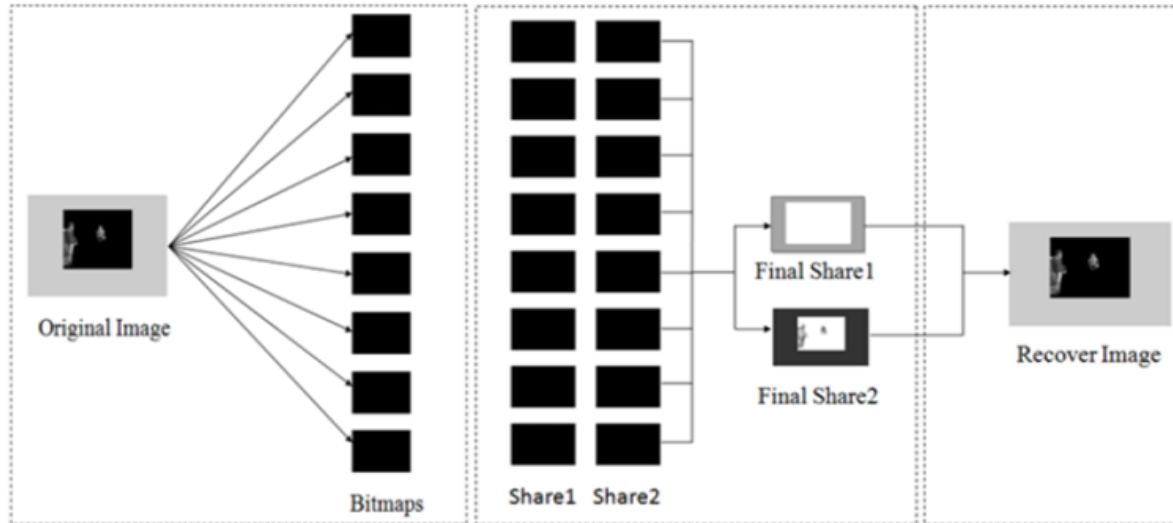 Original Image
Bitmaps
Share1 Share2
Final Share1
Final Share2
Recover Image